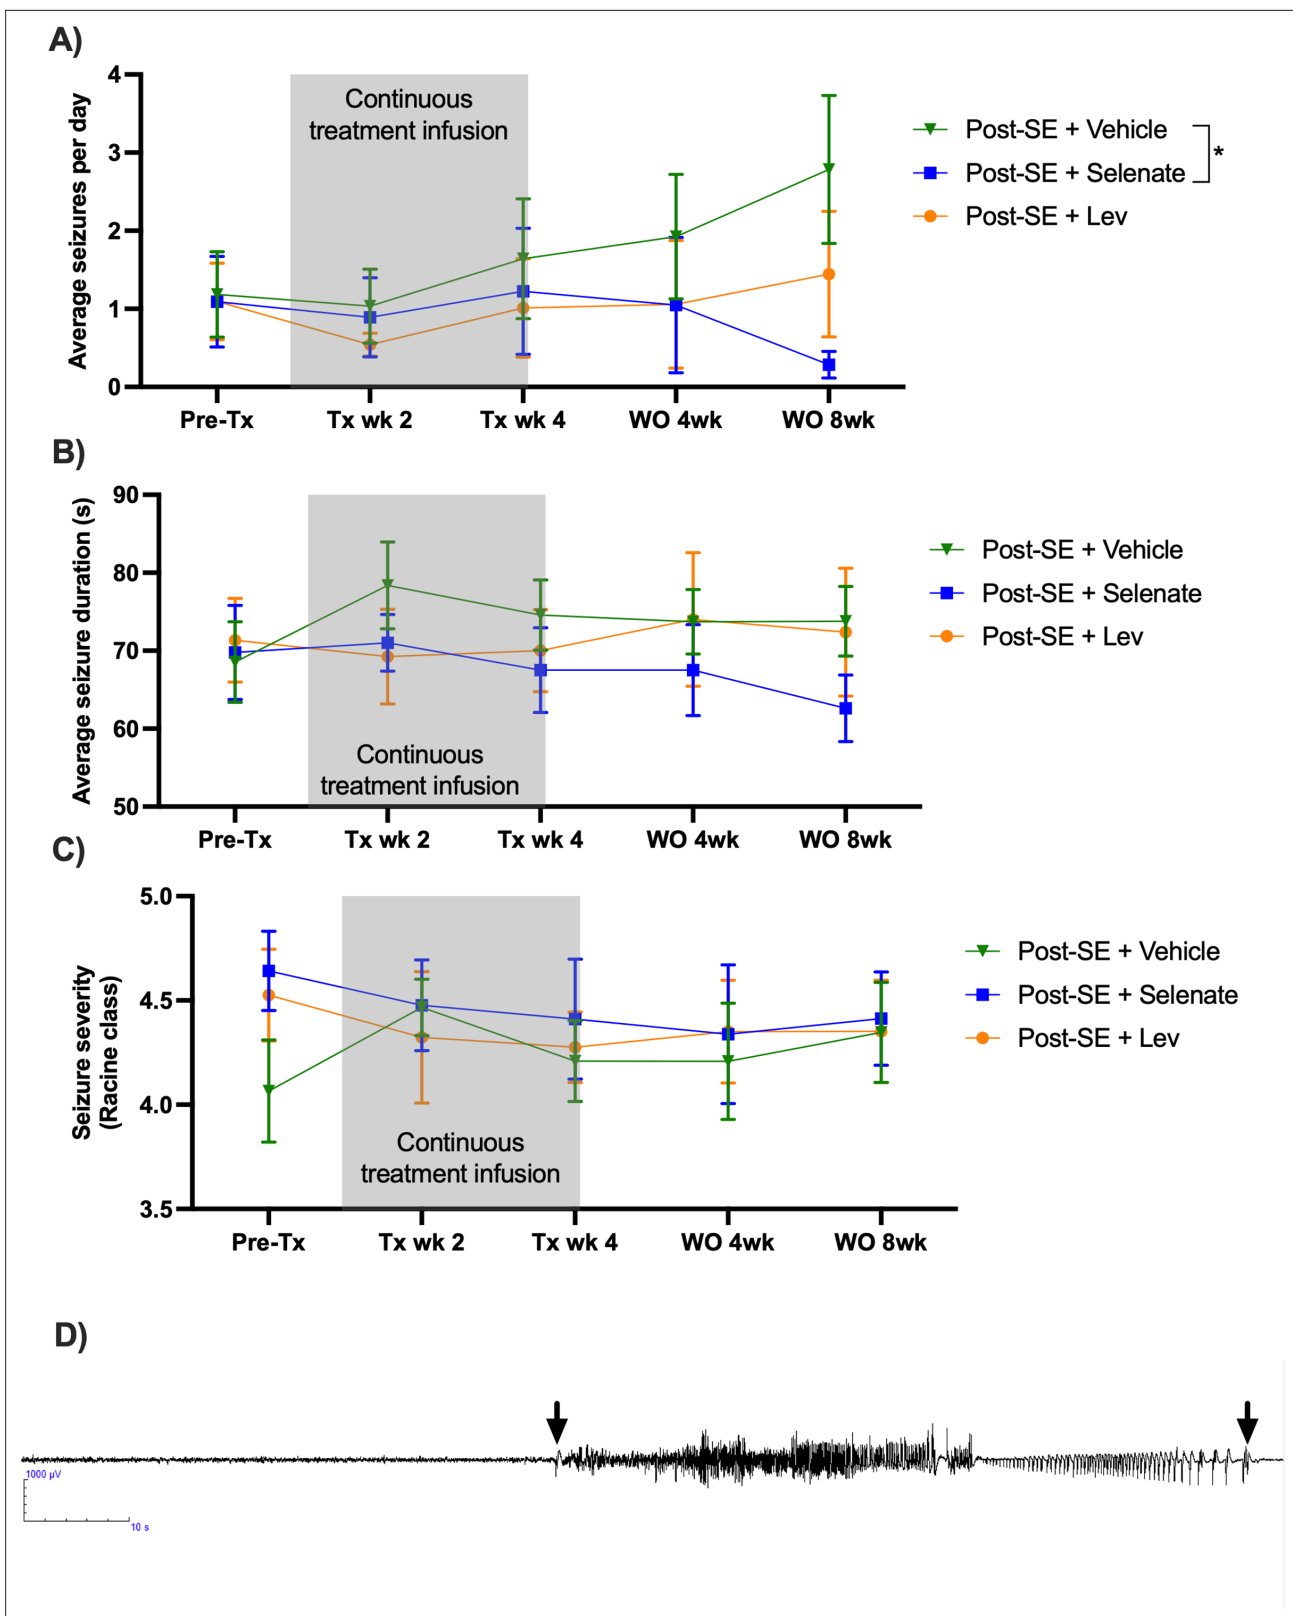 A)
Average seizures per day
4
3
2
1
0
Continuous
treatment infusion
Pre-Tx
Tx wk 2
Tx wk 4
WO 4wk
WO 8wk
Post-SE + Vehicle
Post-SE + Selenate
Post-SE + Lev
*
B)
Average seizure duration (s)
90
80
70
60
50
Continuous
treatment infusion
Pre-Tx
Tx wk 2
Tx wk 4
WO 4wk
WO 8wk
Post-SE + Vehicle
Post-SE + Selenate
Post-SE + Lev
C)
Seizure severity
(Racine class)
5.0
4.5
4.0
3.5
Continuous
treatment infusion
Pre-Tx
Tx wk 2
Tx wk 4
WO 4wk
WO 8wk
Post-SE + Vehicle
Post-SE + Selenate
Post-SE + Lev
D)
1000 µV
10 s